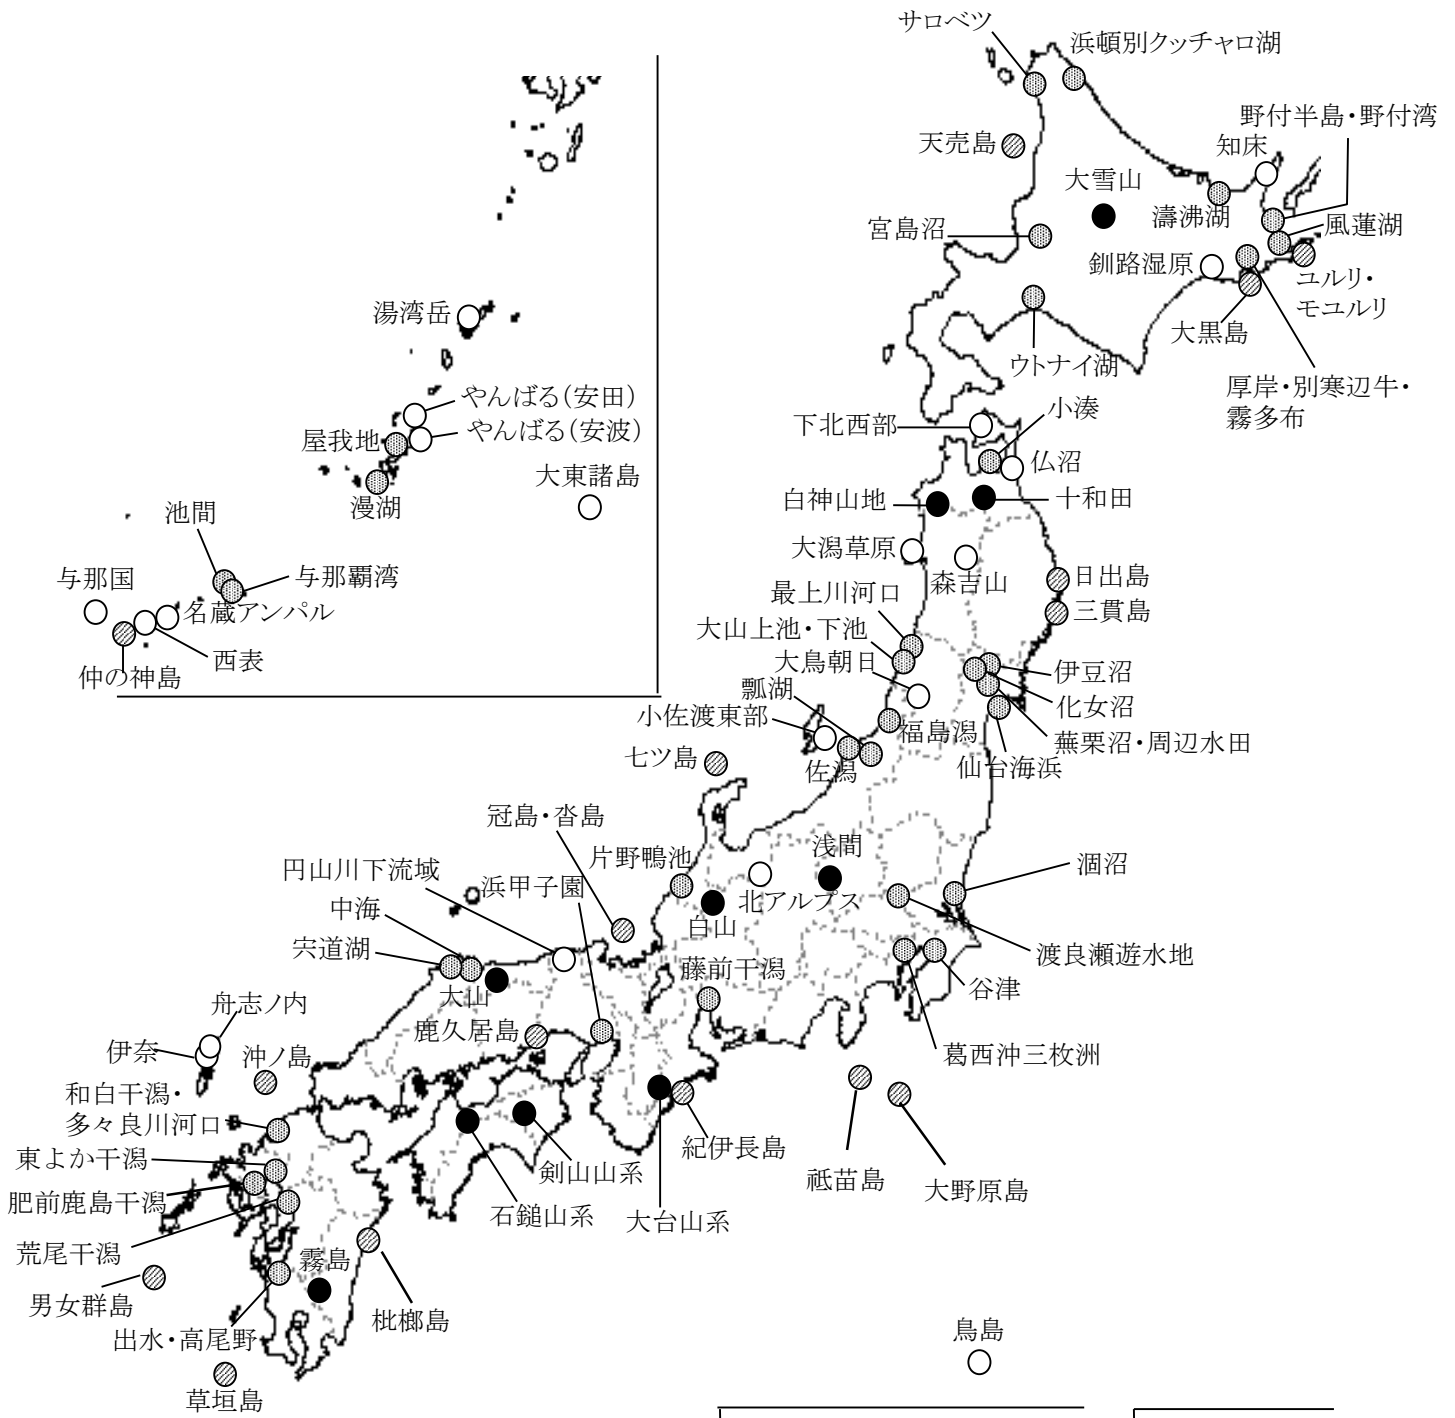 サロベツ
浜頓別クッチャロ湖
野付半島・野付湾
天売島
知床
大雪山
濤沸湖
宮島沼
風蓮湖
釧路湿原
ユルリ・
モユルリ
湯湾岳
大黒島
ウトナイ湖
厚岸・別寒辺牛・
霧多布
やんばる(安田)
やんばる(安波)
屋我地
下北西部
小湊
仏沼
大東諸島
漫湖
白神山地
十和田
池間
大潟草原
与那国
与那覇湾
森吉山
日出島
最上川河口
三貫島
名蔵アンパル
大山上池・下池
西表
大鳥朝日
伊豆沼
仲の神島
瓢湖
化女沼
小佐渡東部
福島潟
蕪栗沼・周辺水田
七ツ島
佐潟
仙台海浜
冠島・沓島
浅間
片野鴨池
涸沼
円山川下流域
浜甲子園
北アルプス
中海
白山
宍道湖
渡良瀬遊水地
藤前干潟
大山
谷津
舟志ノ内
鹿久居島
伊奈
沖ノ島
葛西沖三枚洲
和白干潟・
多々良川河口
紀伊長島
東よか干潟
剣山山系
祗苗島
大野原島
肥前鹿島干潟
石鎚山系
大台山系
荒尾干潟
霧島
男女群島
枇榔島
出水・高尾野
鳥島
草垣島